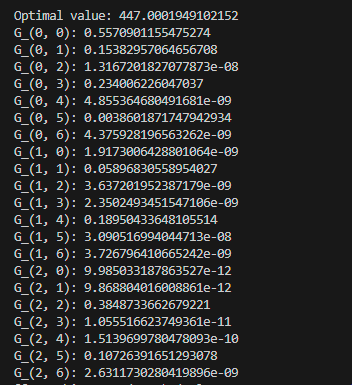 Optimal value: 447.0001949102152
G_(0, 0): 0.5570901155475274
G_(0, 1): 0.15382957064656708
G_(0, 2): 1.3167201827077873e-08
G_(0, 3): 0.234006226047037
G_(0, 4): 4.855364680491681e-09
G_(0, 5): 0.0038601871747942934
G_(0, 6): 4.375928196563262e-09
G_(1, 0): 1.9173006428801064e-09
G_(1, 1): 0.05896830558954027
G_(1, 2): 3.637201952387179e-09
G_(1, 3): 2.3502493451547106e-09
G_(1, 4): 0.18950433648105514
G_(1, 5): 3.090516994044713e-08
G_(1, 6): 3.726796410665242e-09
G_(2, 0): 9.985033187863527e-12
G_(2, 1): 9.868804016008861e-12
G_(2, 2): 0.3848733662679221
G_(2, 3): 1.055516623749361e-11
G_(2, 4): 1.5139699780478093e-10
G_(2, 5): 0.10726391651293078
G_(2, 6): 2.6311730280419896e-09